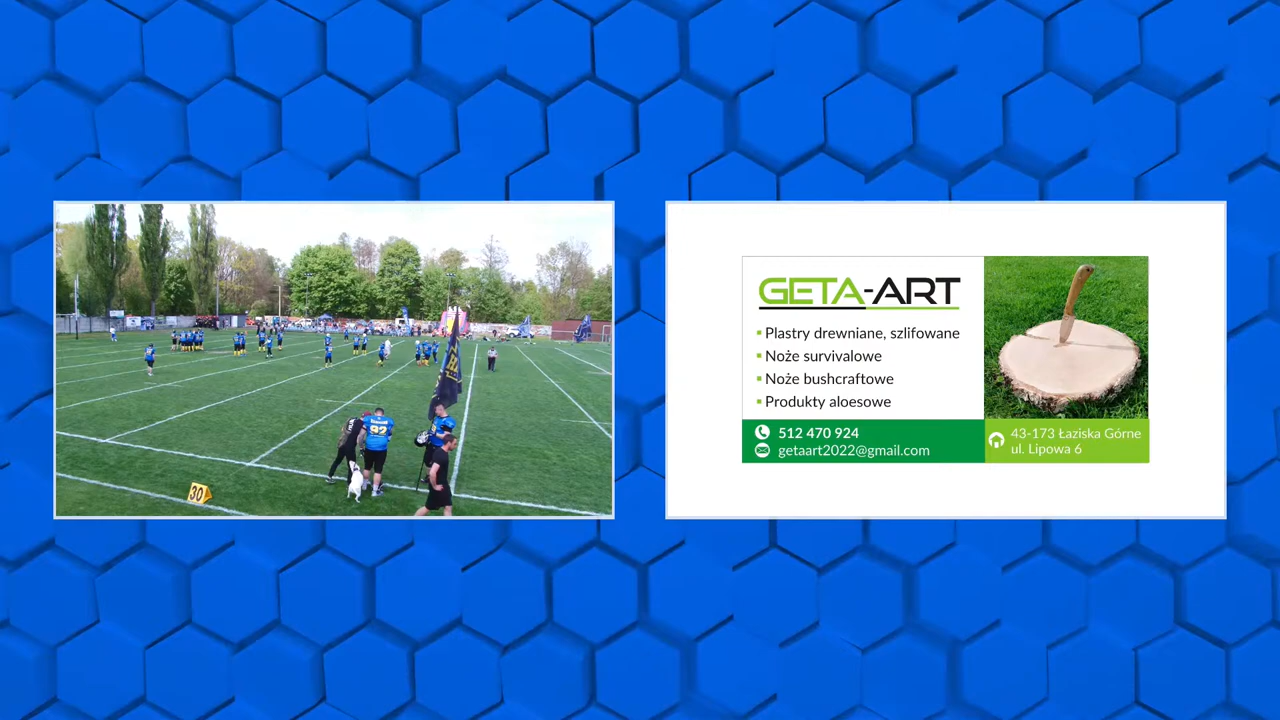 30
92
GETA-ART
Plastry drewniane, szlifowane
Noże survivalowe
Noże bushcraftowe
Produkty aloesowe
512 470 924
getaart2022@gmail.com
43-173 Łaziska Górne
ul. Lipowa 6